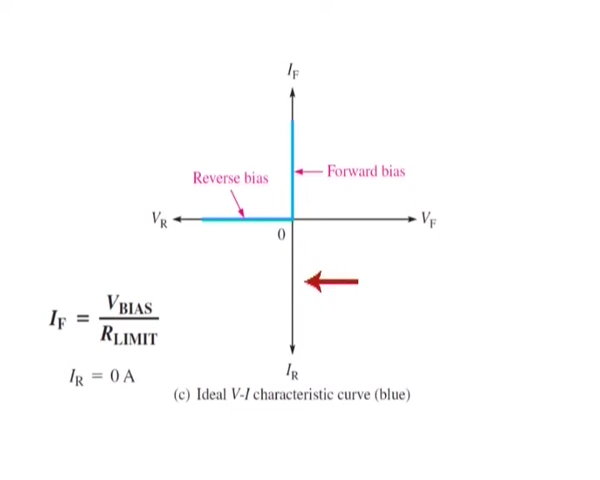 I_F
Reverse bias
Forward bias
V_R
V_F
0
I_F = V_BIAS / R_LIMIT
I_R = 0 A
I_R
(c) Ideal V-I characteristic curve (blue)